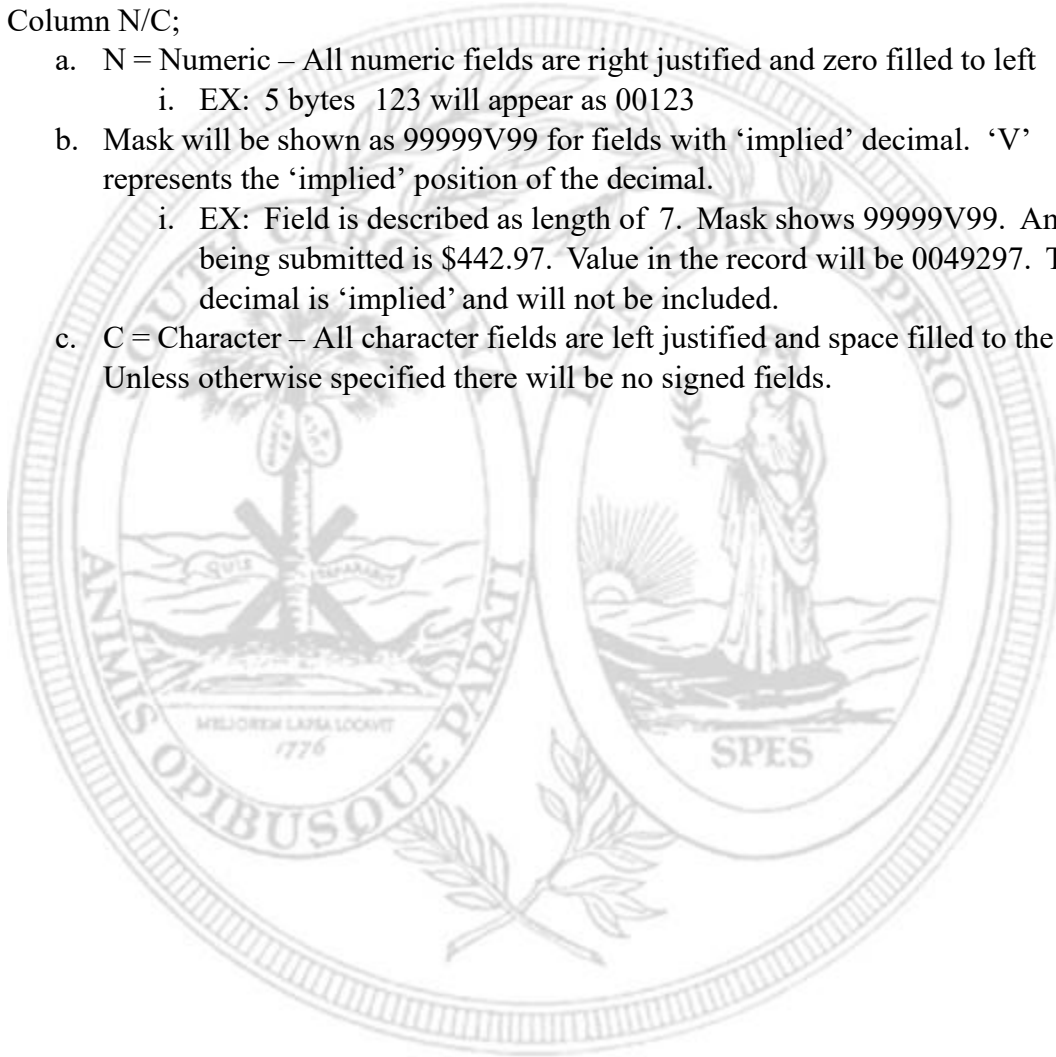 Column N/C;
a. N = Numeric – All numeric fields are right justified and zero filled to left
i. EX: 5 bytes 123 will appear as 00123
b. Mask will be shown as 99999V99 for fields with ‘implied’ decimal. ‘V’
represents the ‘implied’ position of the decimal.
i. EX: Field is described as length of 7. Mask shows 99999V99.
being submitted is $442.97. Value in the record will be 0049297.
decimal is ‘implied’ and will not be included.
c. C = Character – All character fields are left justified and space filled to the
Unless otherwise specified there will be no signed fields.
QUIS
MELIOREM LAPSA LOCAVIT
1776
SPES
ANIMIS OPIBUSQUE PARATI